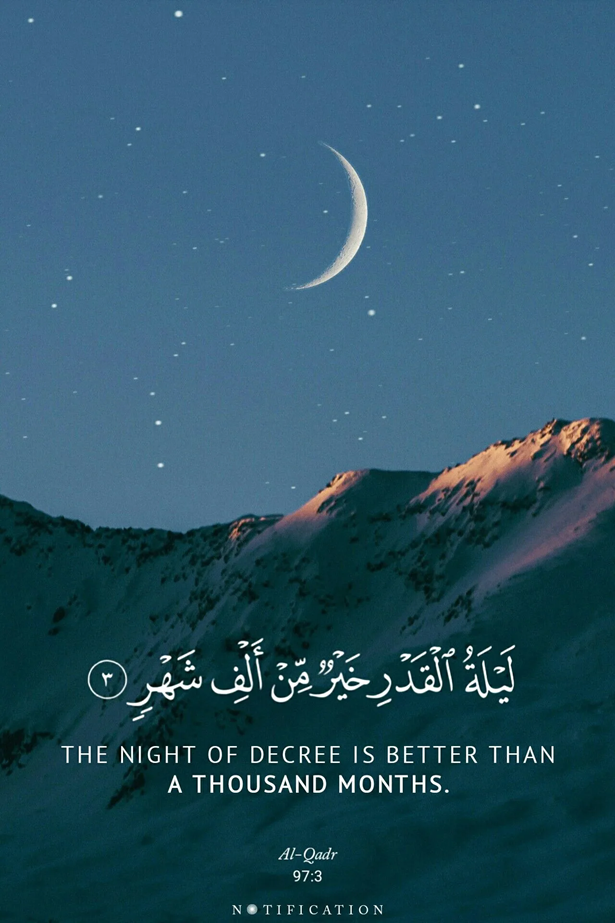 لَيْلَةُ ٱلْقَدْرِ خَيْرٌ مِّنْ أَلْفِ شَهْرٍ ٣
THE NIGHT OF DECREE IS BETTER THAN
A THOUSAND MONTHS.
Al-Qadr
97:3
NOTIFICATION